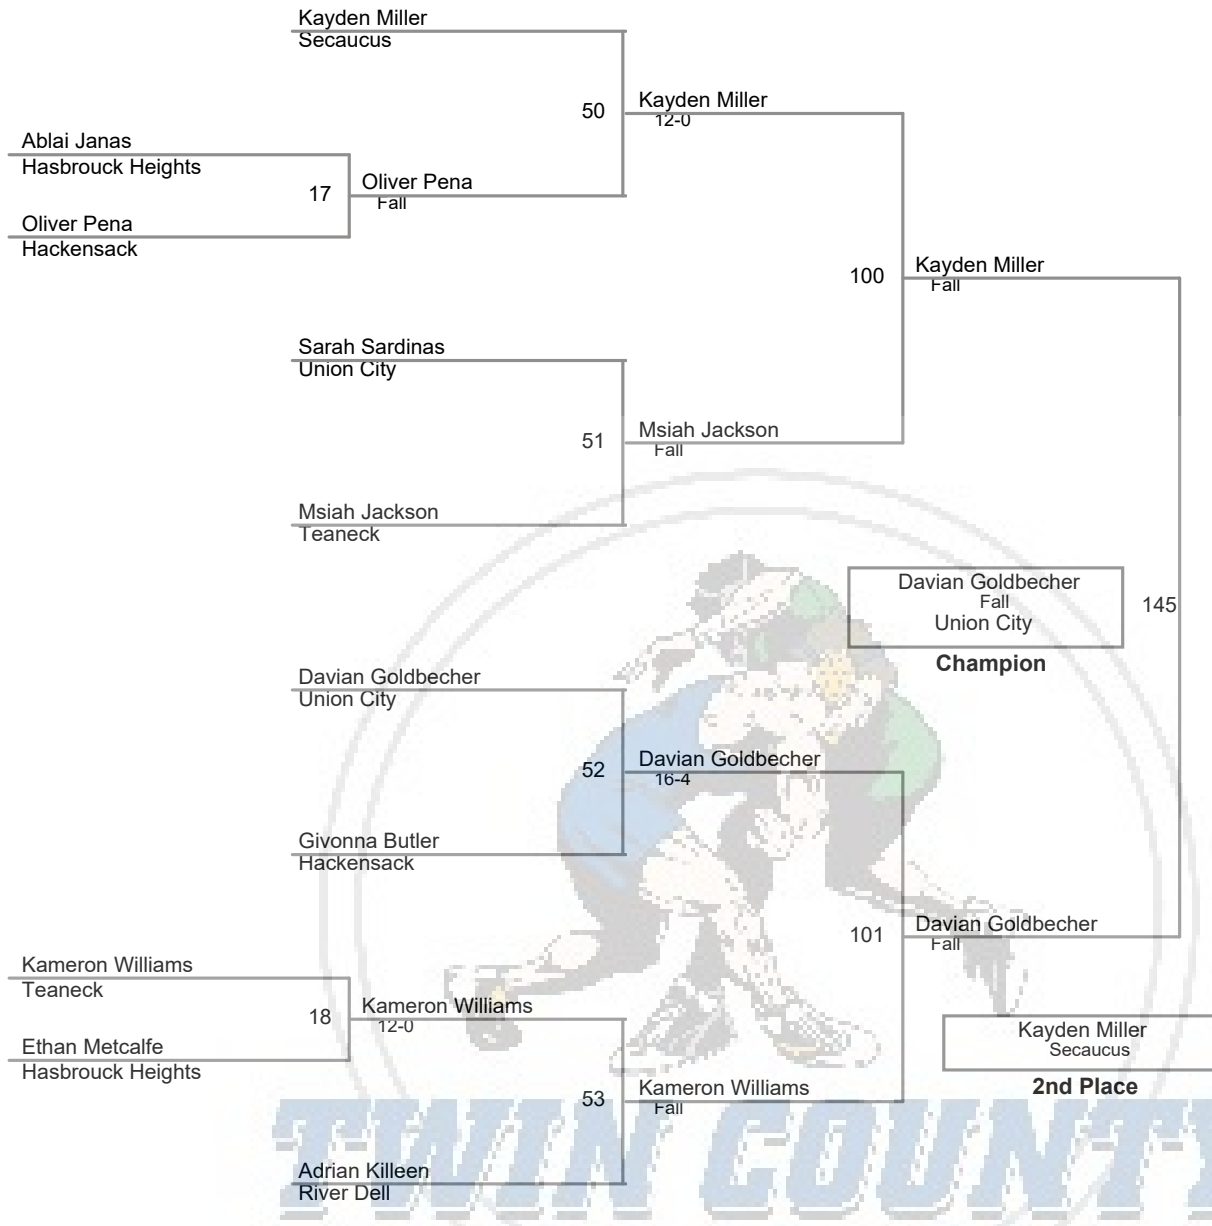 Kayden Miller
Secaucus
50
Kayden Miller
12-0
Ablai Janas
Hasbrouck Heights
17
Oliver Pena
Fall
Oliver Pena
Hackensack
100
Kayden Miller
Fall
Sarah Sardinas
Union City
51
Msiah Jackson
Fall
Msiah Jackson
Teaneck
Davian Goldbecher
Fall
Union City
145
Champion
Davian Goldbecher
Union City
52
Davian Goldbecher
16-4
Givonna Butler
Hackensack
101
Davian Goldbecher
Fall
Kameron Williams
Teaneck
18
Kameron Williams
12-0
Ethan Metcalfe
Hasbrouck Heights
Kayden Miller
Secaucus
2nd Place
53
Kameron Williams
Fall
Adrian Killeen
River Dell
TWIN COUNTY